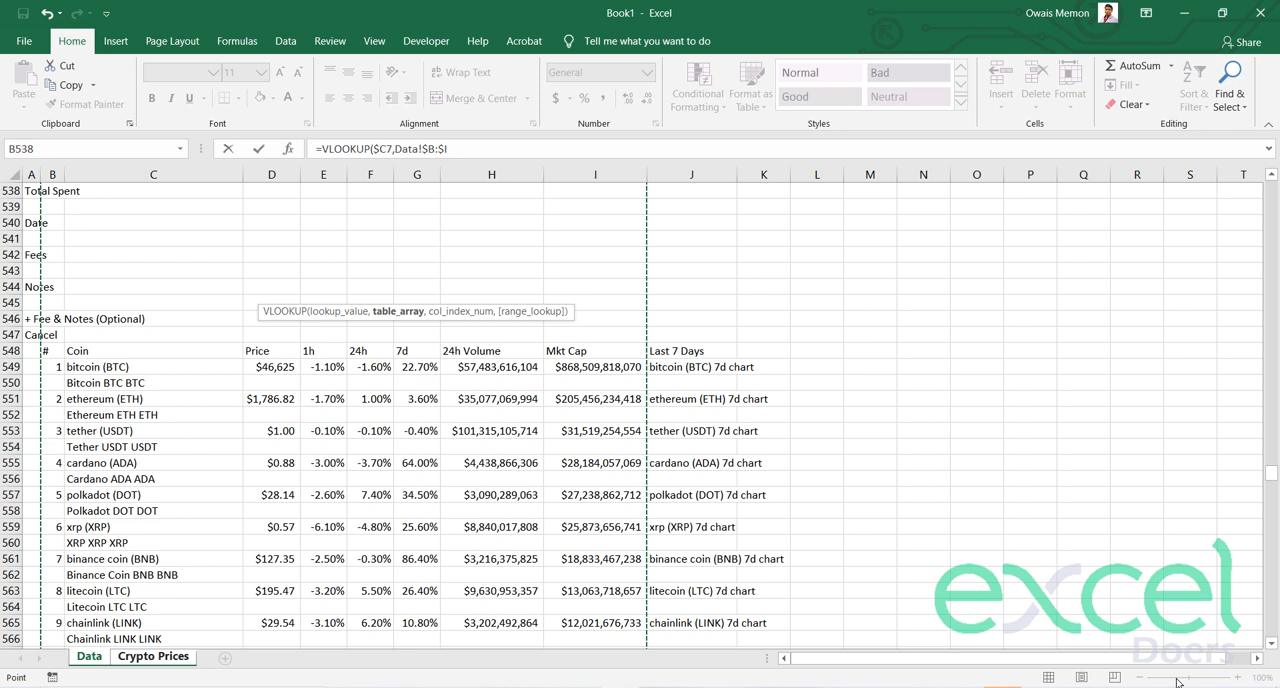 Book1 - Excel
Owais Memon
File Home Insert Page Layout Formulas Data Review View Developer Help Acrobat Tell me what you want to do Share
Cut
Copy
Format Painter
Paste
Clipboard
11
B I U
Font
Wrap Text
Merge & Center
Alignment
General
$ % ,
Number
Conditional Formatting
Format as Table
Normal Bad
Good Neutral
Styles
Insert Delete Format
Cells
AutoSum
Fill
Clear
Sort & Filter
Find & Select
Editing
B538 fx =VLOOKUP($C7,Data!$B:$I
A B C D E F G H I J K L M N O P Q R S T
538 Total Spent
539
540 Date
541
542 Fees
543
544 Notes
545
VLOOKUP(lookup_value, table_array, col_index_num, [range_lookup])
546 + Fee & Notes (Optional)
547 Cancel
548 # Coin Price 1h 24h 7d 24h Volume Mkt Cap Last 7 Days
549 1 bitcoin (BTC) $46,625 -1.10% -1.60% 22.70% $57,483,616,104 $868,509,818,070 bitcoin (BTC) 7d chart
550 Bitcoin BTC BTC
551 2 ethereum (ETH) $1,786.82 -1.70% 1.00% 3.60% $35,077,069,994 $205,456,234,418 ethereum (ETH) 7d chart
552 Ethereum ETH ETH
553 3 tether (USDT) $1.00 -0.10% -0.10% -0.40% $101,315,105,714 $31,519,254,554 tether (USDT) 7d chart
554 Tether USDT USDT
555 4 cardano (ADA) $0.88 -3.00% -3.70% 64.00% $4,438,866,306 $28,184,057,069 cardano (ADA) 7d chart
556 Cardano ADA ADA
557 5 polkadot (DOT) $28.14 -2.60% 7.40% 34.50% $3,090,289,063 $27,238,862,712 polkadot (DOT) 7d chart
558 Polkadot DOT DOT
559 6 xrp (XRP) $0.57 -6.10% -4.80% 25.60% $8,840,017,808 $25,873,656,741 xrp (XRP) 7d chart
560 XRP XRP XRP
561 7 binance coin (BNB) $127.35 -2.50% -0.30% 86.40% $3,216,375,825 $18,833,467,238 binance coin (BNB) 7d chart
562 Binance Coin BNB BNB
563 8 litecoin (LTC) $195.47 -3.20% 5.50% 26.40% $9,630,053,357 $13,063,718,657 litecoin (LTC) 7d chart
564 Litecoin LTC LTC
565 9 chainlink (LINK) $29.54 -3.10% 6.20% 10.80% $3,202,492,864 $12,021,676,733 chainlink (LINK) 7d chart
566 Chainlink LINK LINK
excel
Doers
Data Crypto Prices
Point 100%